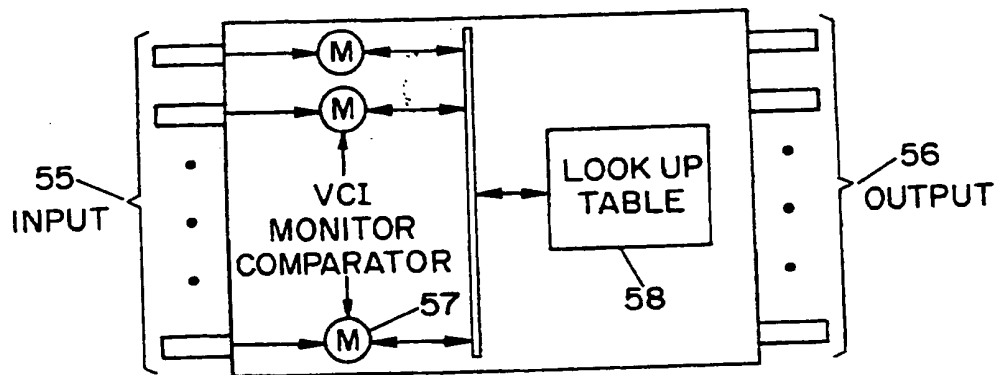 M
M
55
INPUT
VCI
MONITOR
COMPARATOR
M
57
LOOK UP
TABLE
58
56
OUTPUT